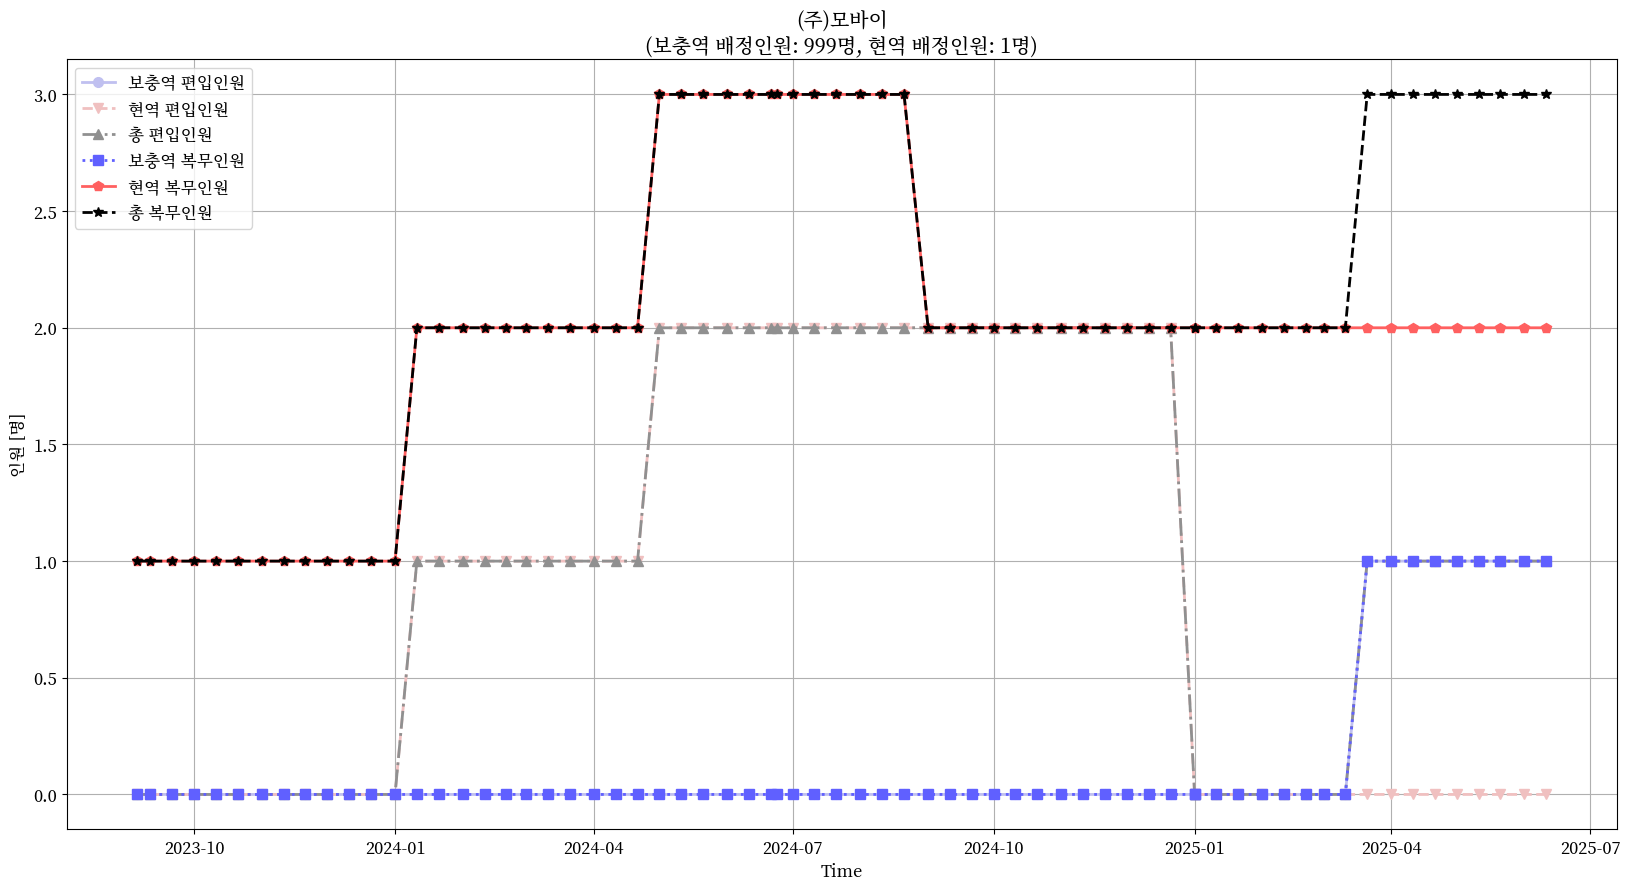 (주)모바이
(보충역 배정인원: 999명, 현역 배정인원: 1명)
보충역 편입인원
현역 편입인원
총 편입인원
보충역 복무인원
현역 복무인원
총 복무인원
인원 [명]
3.0
2.5
2.0
1.5
1.0
0.5
0.0
2023-10
2024-01
2024-04
2024-07
2024-10
2025-01
2025-04
2025-07
Time